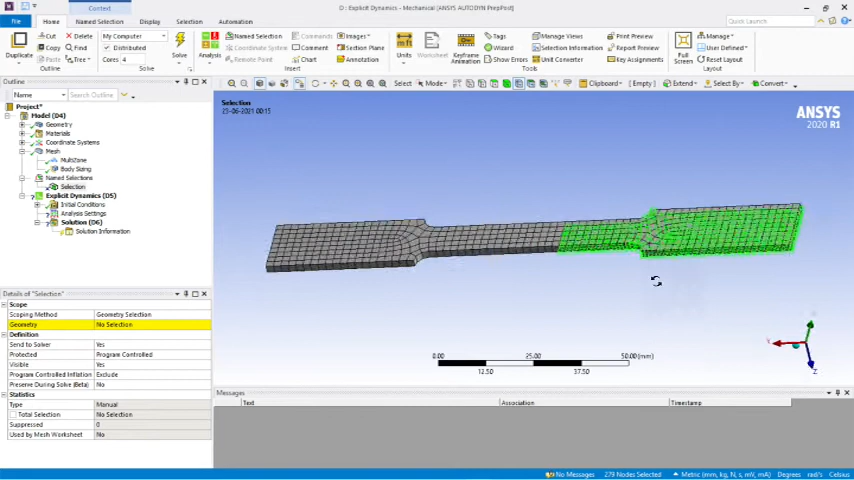 Context
D : Explicit Dynamics - Mechanical [ANSYS AUTODYN PrepPost]
File Home Named Selection Display Selection Automation Quick Launch
Duplicate
Cut Delete
Copy Find
Paste Tree
Outline
My Computer
Distributed
Cores 4
Solve
Solve
Analysis
Named Selection
Coordinate System
Remote Point
Commands
Comment
Chart
Images
Section Plane
Annotation
Insert
Units Worksheet Keyframe
Animation
Tags
Wizard
Show Errors
Manage Views
Selection Information
Unit Converter
Print Preview
Report Preview
Key Assignments
Tools
Full
Screen
Manage
User Defined
Reset Layout
Layout
Select Mode Clipboard [ Empty ] Extend Select By Convert
Outline
Name Search Outline
Project*
Model (D4)
Geometry
Materials
Coordinate Systems
Mesh
MultiZone
Body Sizing
Named Selections
Selection
Explicit Dynamics (D5)
Initial Conditions
Analysis Settings
Solution (D6)
Solution Information
Details of "Selection"
Scope
Scoping Method Geometry Selection
Geometry No Selection
Definition
Send to Solver Yes
Protected Program Controlled
Visible Yes
Program Controlled Inflation Exclude
Preserve During Solve (Beta) No
Statistics
Type Manual
Total Selection No Selection
Suppressed 0
Used by Mesh Worksheet No
Selection
ANSYS
2020 R1
0.00 25.00 50.00 (mm)
12.50 37.50
Z
Messages
Text Association Timestamp
No Messages 279 Nodes Selected Metric (mm, kg, N, s, mV, mA) Degrees rad/s Celsius